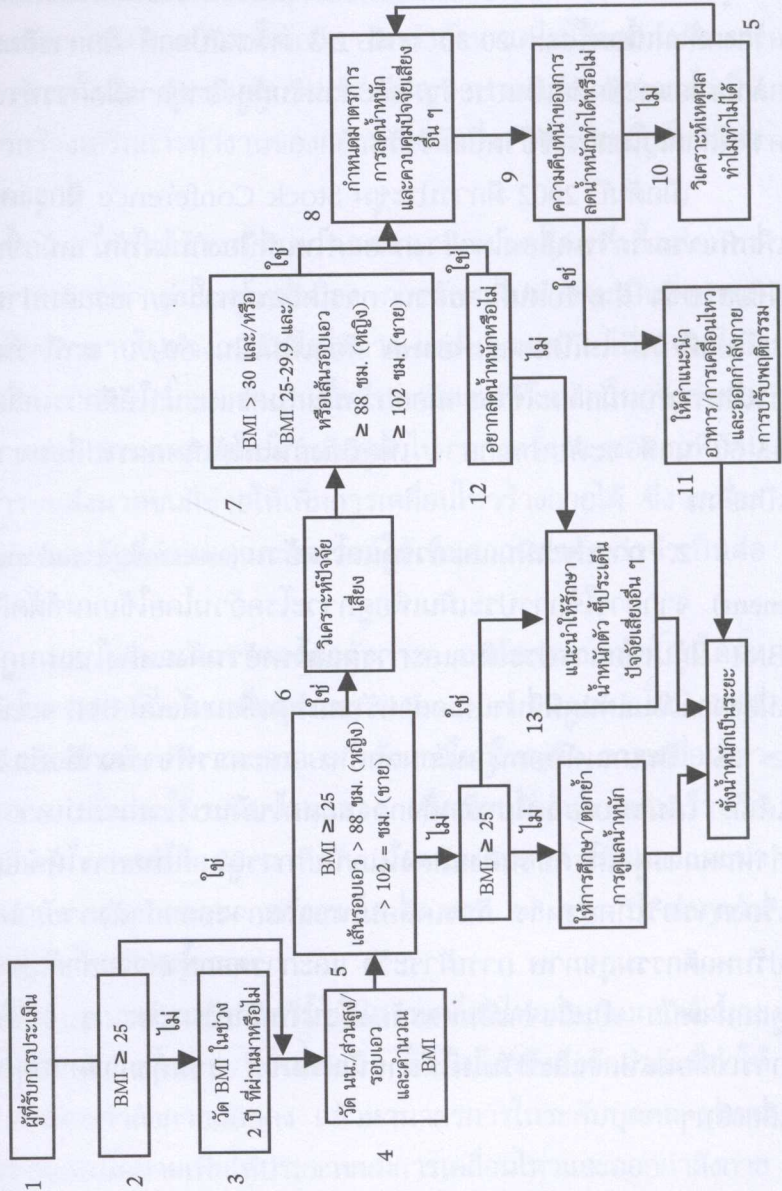 1
ผู้ที่รับการประเมิน
2
BMI ≥ 25
ไม่
ใช่
3
วัด BMI ในช่วง
2 ปี ที่ผ่านมาหรือไม่
4
วัด นน. ส่วนสูง
รอบเอว
และคำนวณ
BMI
5
BMI ≥ 25
เส้นรอบเอว > 88 ซม. (หญิง)
> 102 = ซม. (ชาย)
ใช่
ไม่
BMI ≥ 25
ใช่
ไม่
ให้การศึกษา/ตอกย้ำ
การดูแลน้ำหนัก
6
วิเคราะห์ปัจจัย
เสี่ยง
7
BMI ≥ 30 และ/หรือ
BMI 25-29.9 และ/
หรือเส้นรอบเอว
≥ 88 ซม. (หญิง)
≥ 102 ซม. (ชาย)
ใช่
8
กำหนดมาตรการ
การลดน้ำหนัก
และควบคุมปัจจัยเสี่ยง
อื่น ๆ
12
อยากลดน้ำหนักหรือไม่
ใช่
ไม่
13
แนะนำให้รักษา
น้ำหนักตัว ชี้ประเด็น
ปัจจัยเสี่ยงอื่น ๆ
9
ความคืบหน้าของการ
ลดน้ำหนักทำได้หรือไม่
ไม่
ใช่
10
วิเคราะห์เหตุผล
ทำไมทำไม่ได้
11
ให้คำแนะนำ
อาหาร/การเคลื่อนไหว
และออกกำลังกาย
การปรับพฤติกรรม
ชั่งน้ำหนักเป็นระยะ
5
Stock Conference
2002